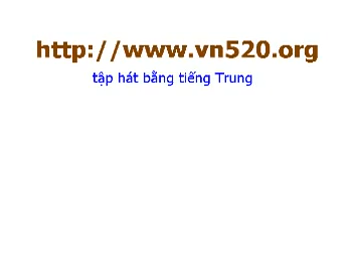 http://www.vn520.org
tập hát bằng tiếng Trung